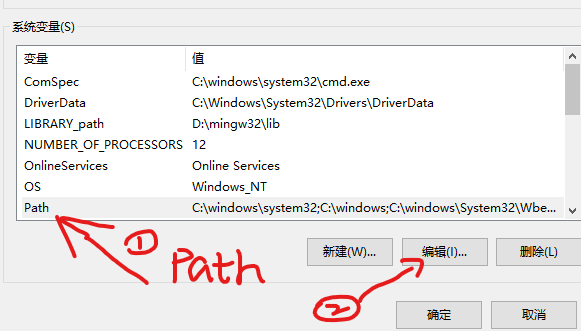 系统变量(S)
变量 值
ComSpec C:\windows\system32\cmd.exe
DriverData C:\Windows\System32\Drivers\DriverData
LIBRARY_path D:\mingw32\lib
NUMBER_OF_PROCESSORS 12
OnlineServices Online Services
OS Windows_NT
Path C:\windows\system32;C:\windows;C:\windows\System32\Wbe...
① Path
新建(W)... 编辑(I)... 删除(L)
②
确定 取消